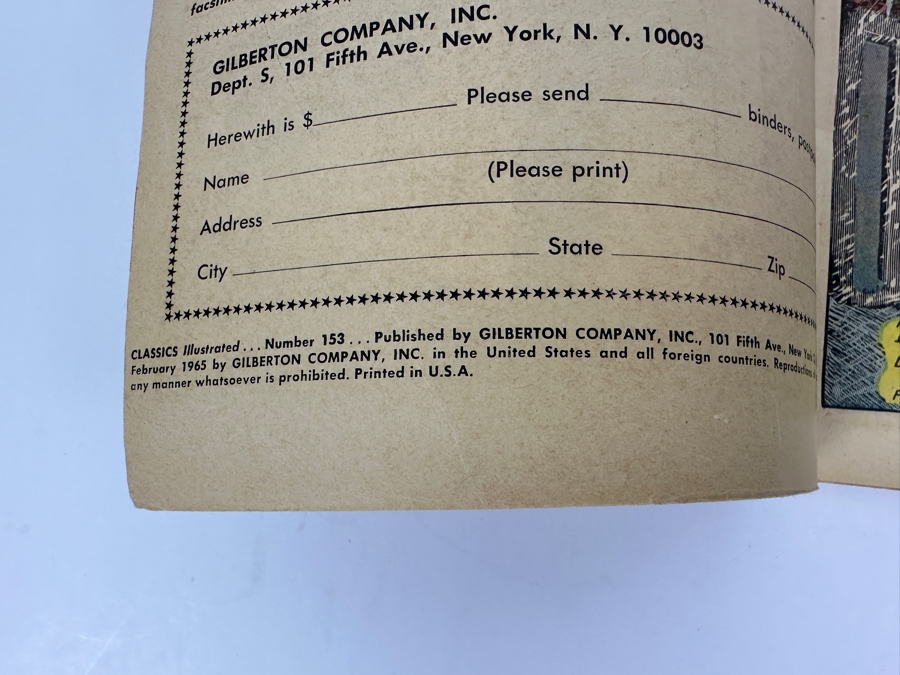 GILBERTON COMPANY, INC.
Dept. S, 101 Fifth Ave., New York, N. Y. 10003
Herewith is $ Please send binders,
Name
(Please print)
Address
City State Zip
CLASSICS Illustrated . . . Number 153 . . . Published by GILBERTON COMPANY, INC., 101 Fifth Ave., New York
February 1965 by GILBERTON COMPANY, INC. in the United States and all foreign countries.
any manner whatsoever is prohibited. Printed in U.S.A.